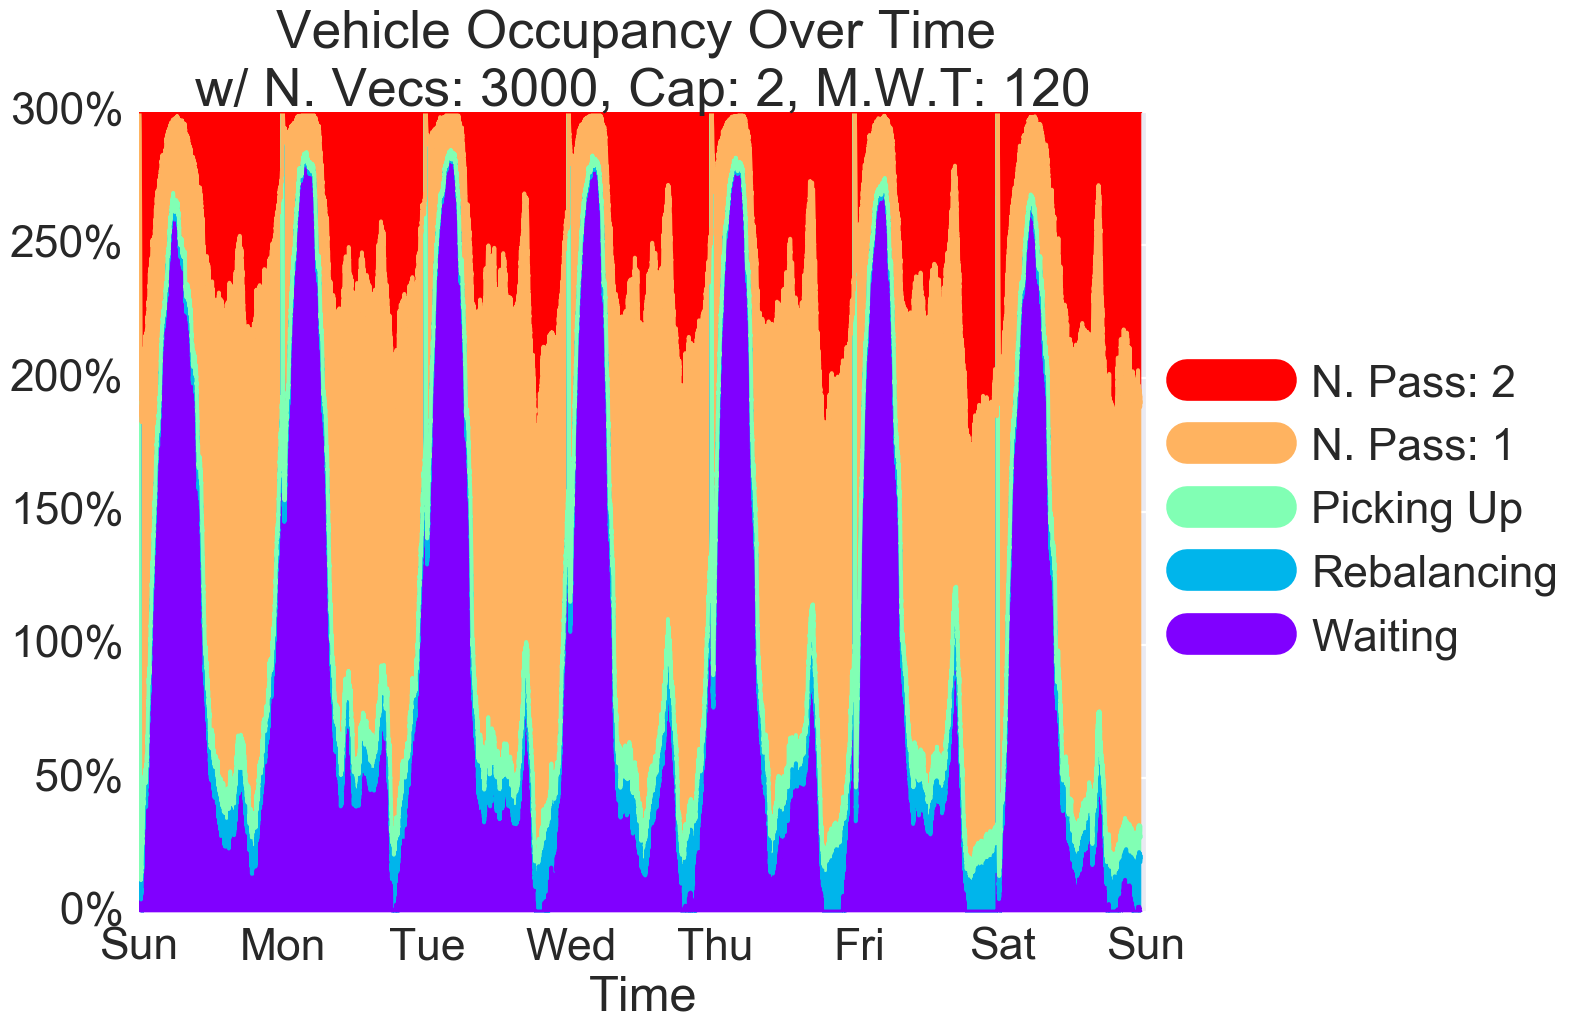 Vehicle Occupancy Over Time
w/ N. Vecs: 3000, Cap: 2, M.W.T: 120
300%
250%
200%
150%
100%
50%
0%
Sun Mon Tue Wed Thu Fri Sat Sun
Time
N. Pass: 2
N. Pass: 1
Picking Up
Rebalancing
Waiting